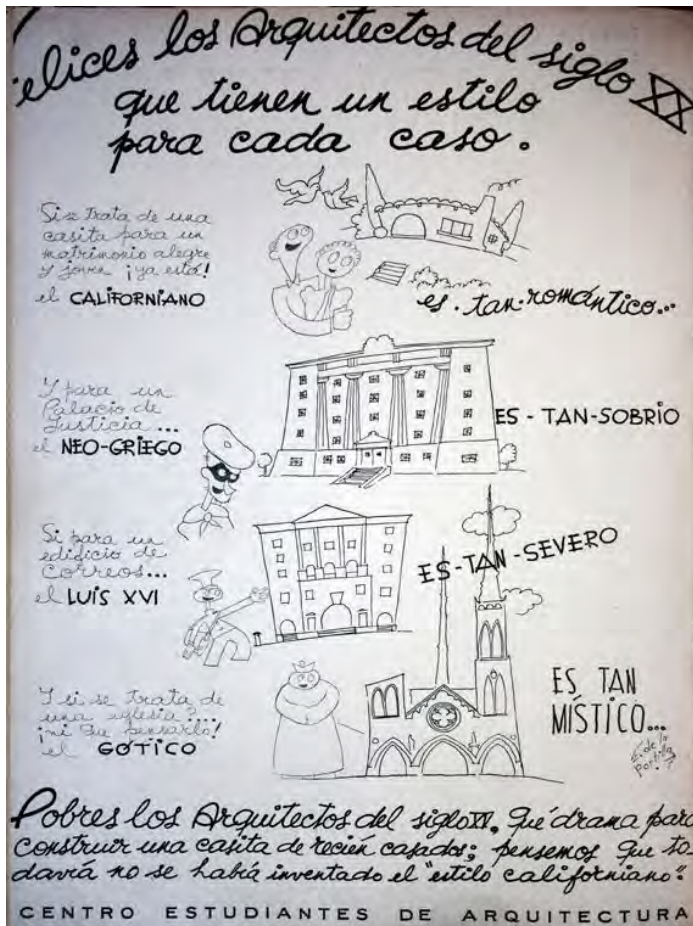 elices los Arquitectos del siglo XX
que tienen un estilo
para cada caso.
Si se trata de una
casita para un
matrimonio alegre
y joven ¡ya está!
el CALIFORNIANO
es.tan.romántico...
Y para un
Palacio de
Justicia...
el NEO-GRIEGO
ES-TAN-SOBRIO
Si para un
edificio de
Correos...
el LUIS XVI
ES-TAN-SEVERO
Y si se trata de
una iglesia....
¡ni que pensarlo!
el GÓTICO
ES TAN
MÍSTICO...
E. de la
Portilla
Pobres los Arquitectos del siglo XV, Qué drama para
construir una casita de recién casados; pensemos que to
davía no se había inventado el "estilo californiano".
CENTRO ESTUDIANTES DE ARQUITECTURA